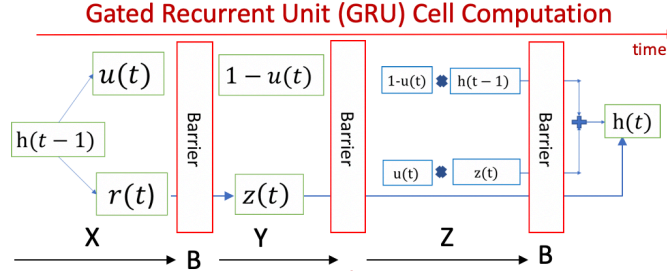 Gated Recurrent Unit (GRU) Cell Computation
time
u(t)
1 − u(t)
1-u(t)
h(t−1)
h(t − 1)
h(t)
Barrier
Barrier
Barrier
r(t)
z(t)
u(t)
z(t)
X
B
Y
Z
B